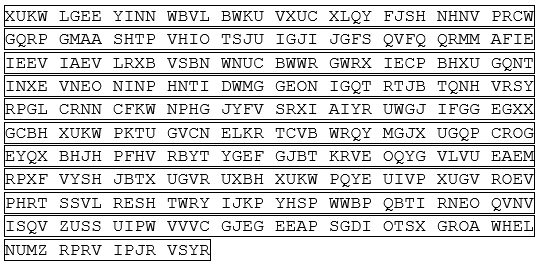 XUKW LGEE YINN WBVL BWKU VXUC XLQY FJSH NHNV PRCW
GQRP GMAA SHTP VHIO TSJU IGJI JGFS QVFQ QRMM AFIE
IEEV IAEV LRXB VSBN WNUC BWWR GWRX IECP BHXU GQNT
INXE VNEO NINP HNTI DWMG GEON IGQT RTJB TQNH VRSY
RPGL CRNN CFKW NPHG JYFV SRXI AIYR UWGJ IFGG EGXX
GCBH XUKW PKTU GVCN ELKR TCVB WRQY MGJX UGQP CROG
EYQX BHJH PFHV RBYT YGEF GJBT KRVE OQYG VLVU EAEM
RPXF VYSH JBTX UGVR UXBH XUKW PQYE UIVP XUGV ROEV
PHRT SSVL RESH TWRY IJKP YHSP WWBP QBTI RNEO QVNV
ISQV ZUSS UIPW VVVC GJEG EEAP SGDI OTSX GROA WHEL
NUMZ RPRV IPJR VSYR